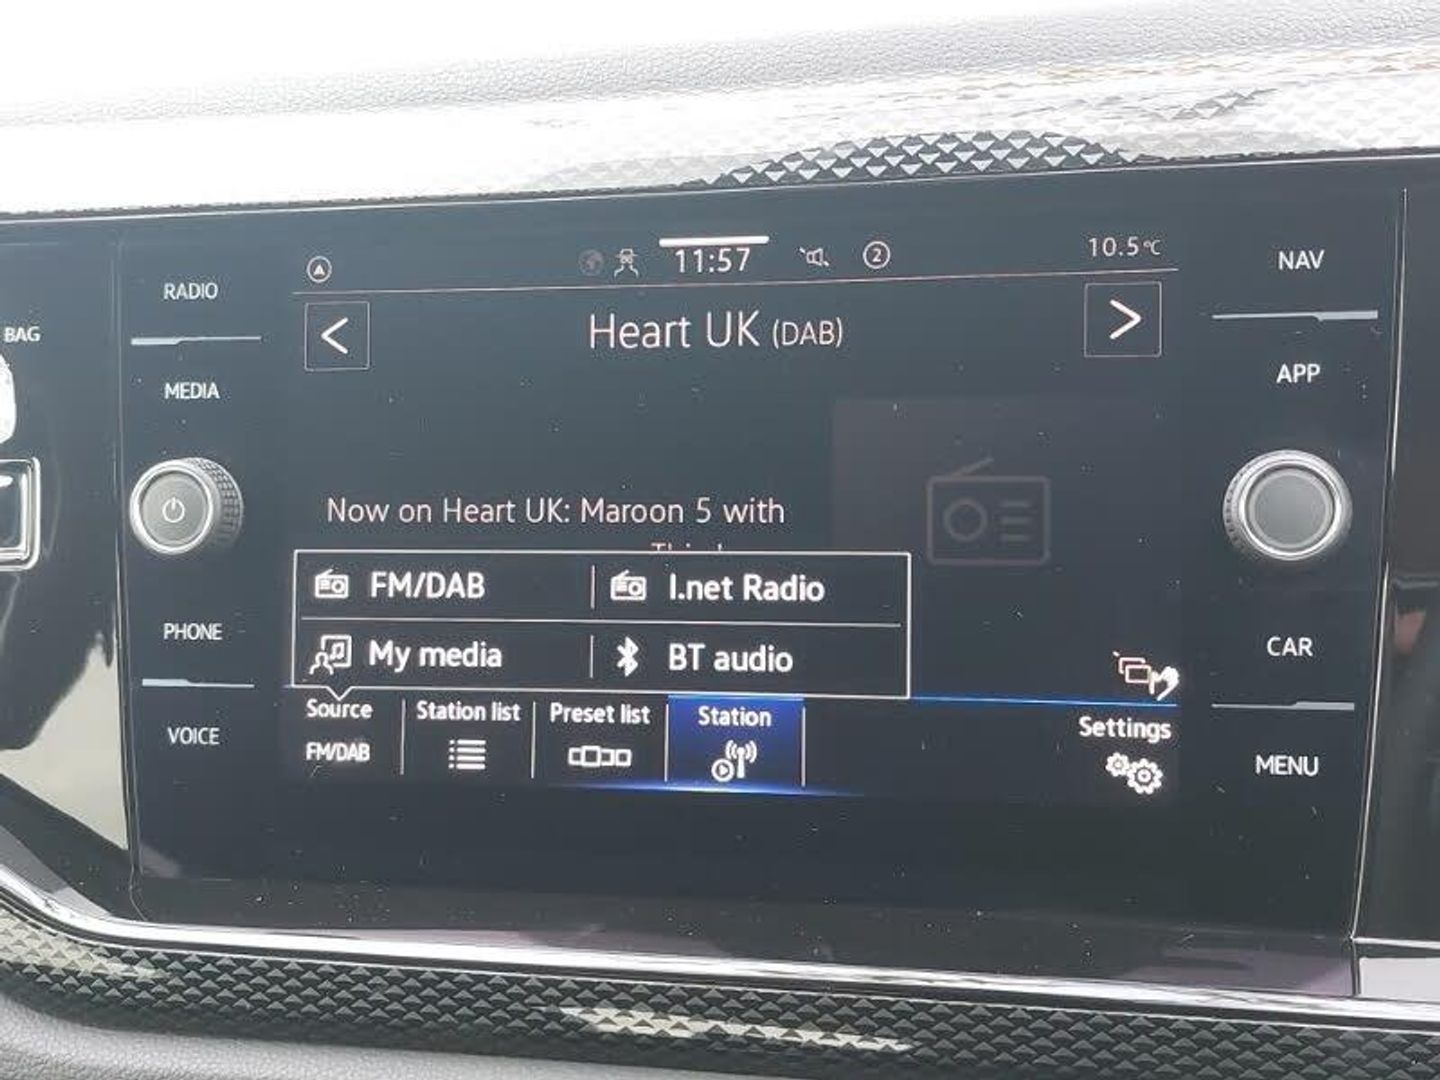 11:57
2
10.5°C
RADIO
NAV
BAG
Heart UK (DAB)
MEDIA
APP
Now on Heart UK: Maroon 5 with
FM/DAB
I.net Radio
PHONE
My media
BT audio
CAR
Source
Station list
Preset list
Station
Settings
FM/DAB
VOICE
MENU